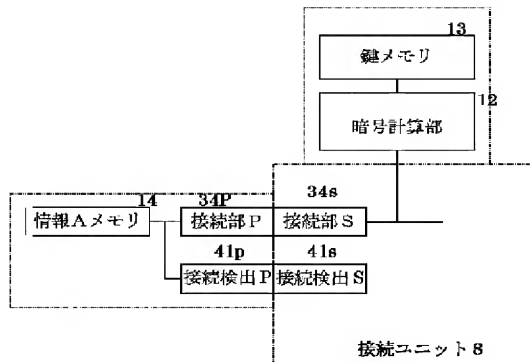 13
鍵メモリ
12
暗号計算部
14
34P
34s
情報Aメモリ
接続部P
接続部S
41p
41s
接続検出P
接続検出S
接続ユニット8